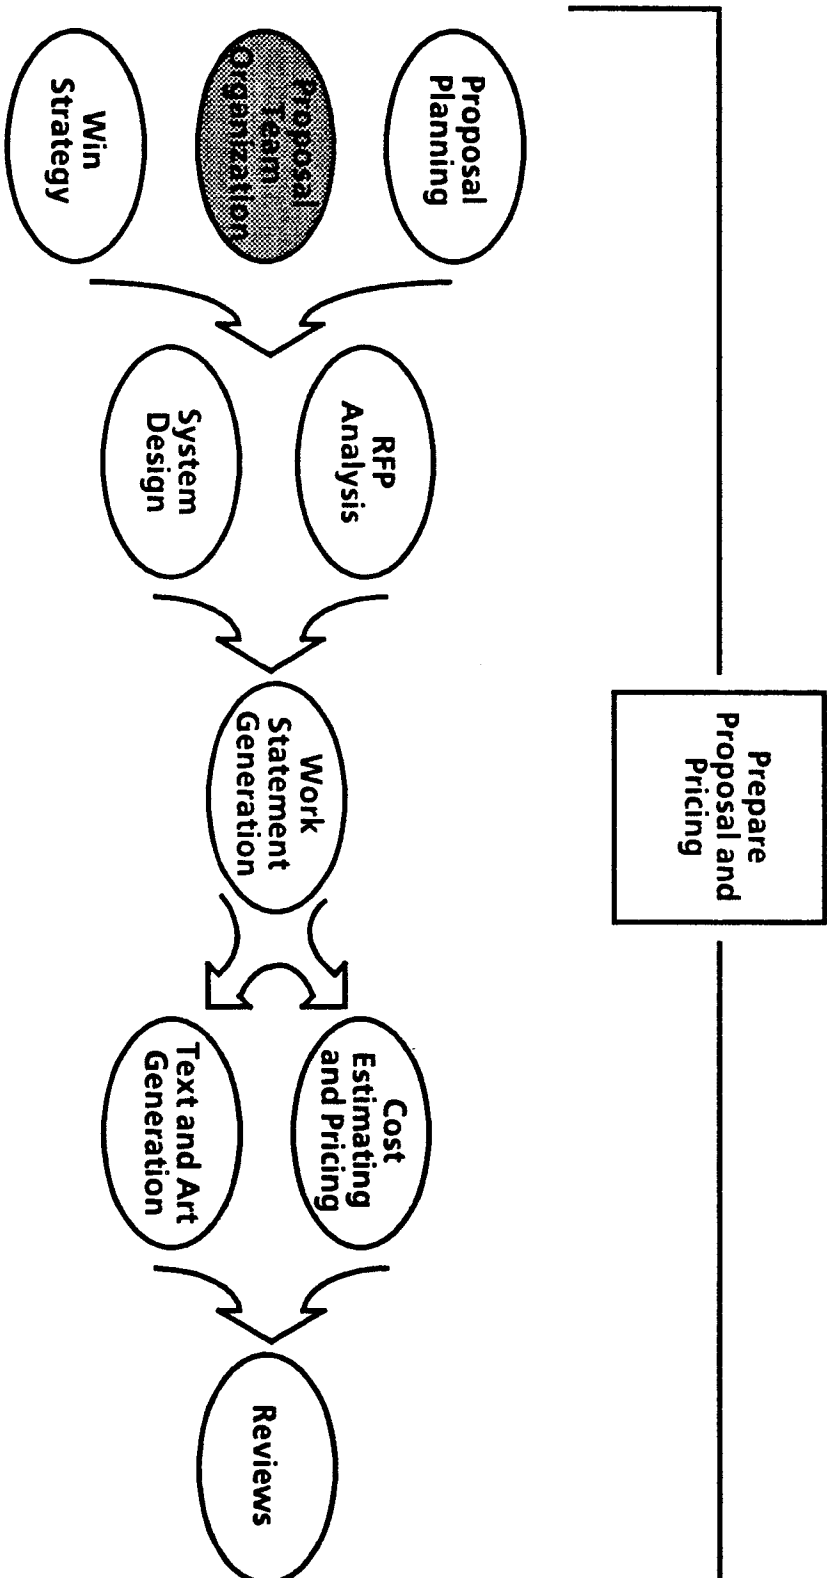 Prepare
Proposal and
Pricing
Proposal
Planning
Proposal
Team
Organization
Win
Strategy
RFP
Analysis
System
Design
Work
Statement
Generation
Cost
Estimating
and Pricing
Text and Art
Generation
Reviews